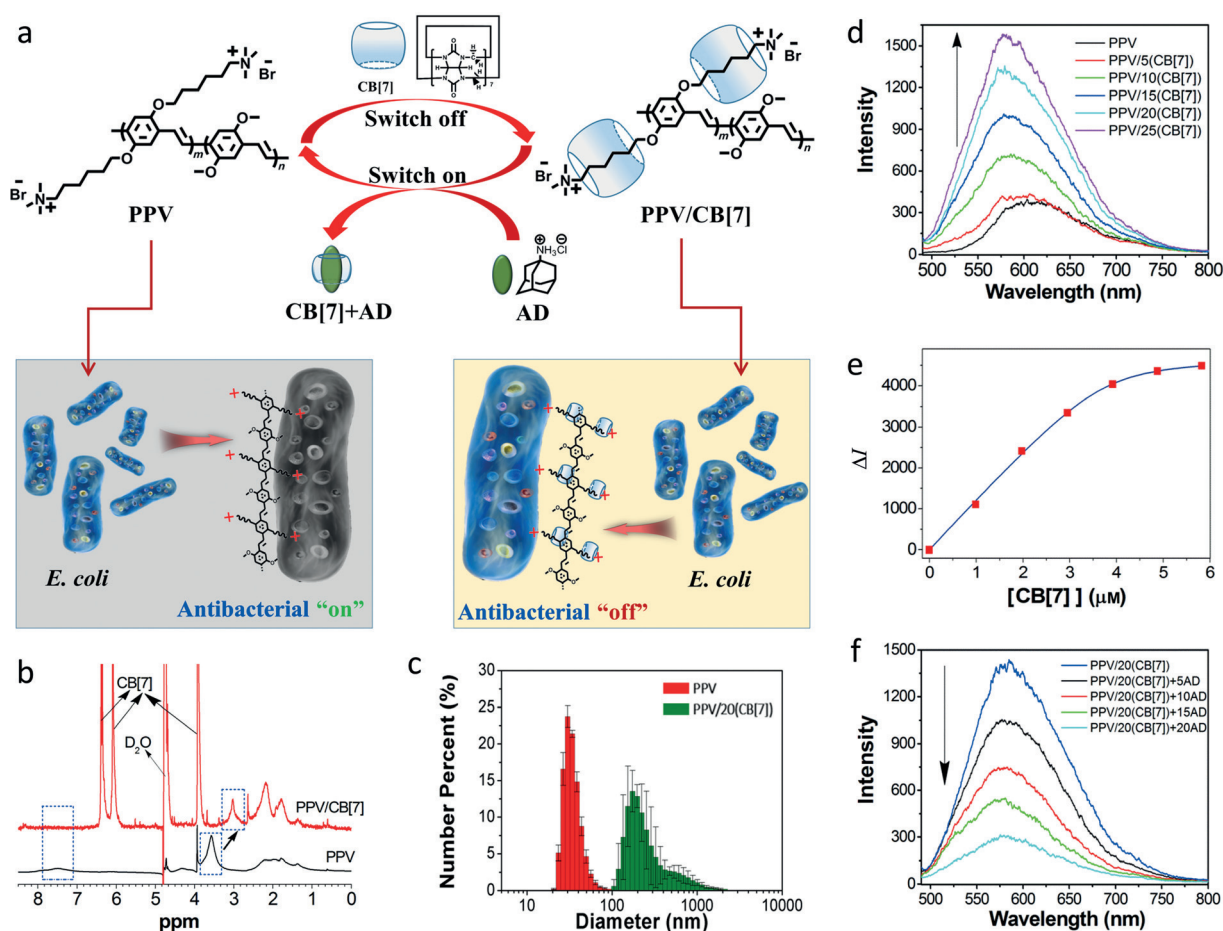 a
CB[7]
Switch off
Switch on
PPV
PPV/CB[7]
CB[7]+AD
AD
NH3Cl
N
Br
O
m
n
7
E. coli
Antibacterial "on"
Antibacterial "off"
E. coli
b
CB[7]
D2O
PPV/CB[7]
PPV
8 7 6 5 4 3 2 1 0
ppm
c
Number Percent (%)
30
25
20
15
10
5
0
PPV
PPV/20(CB[7])
10 100 1000 10000
Diameter (nm)
d
Intensity
1500
1200
900
600
300
0
PPV
PPV/5(CB[7])
PPV/10(CB[7])
PPV/15(CB[7])
PPV/20(CB[7])
PPV/25(CB[7])
500 550 600 650 700 750 800
Wavelength (nm)
e
ΔI
4000
3000
2000
1000
0
0 1 2 3 4 5 6
[CB[7] ] (μM)
f
Intensity
1500
1200
900
600
300
0
PPV/20(CB[7])
PPV/20(CB[7])+5AD
PPV/20(CB[7])+10AD
PPV/20(CB[7])+15AD
PPV/20(CB[7])+20AD
500 550 600 650 700 750 800
Wavelength (nm)